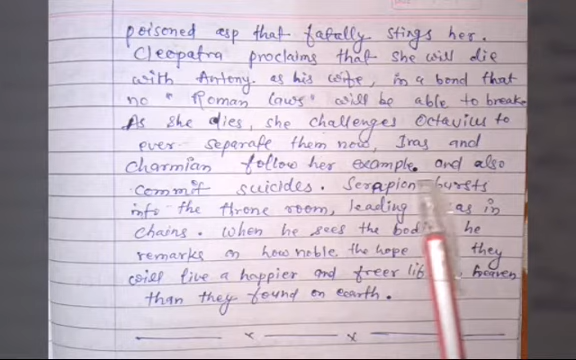 poisoned asp that fatally stings her.
Cleopatra proclaims that she will die
with Antony. as his wife, in a bond that
no "Roman laws" will be able to break.
As she dies, she challenges Octavius to
ever separate them now, Iras and
Charmian follow her example. and also
commit suicides. Serapion bursts
into the throne room, leading as in
chains. When he sees the he
remarks on how noble. the hope they
will live a happier and freer heaven
than they found on earth.